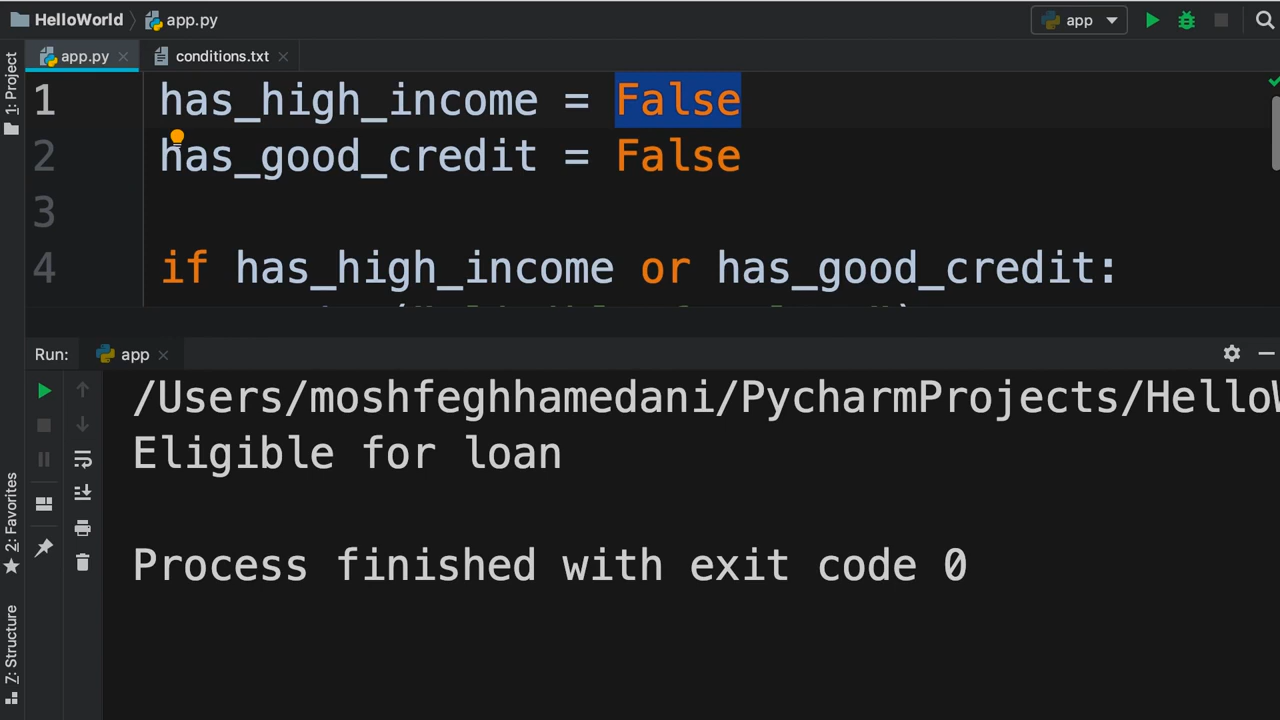 HelloWorld
app.py
app
app.py
conditions.txt
1: Project
1 has_high_income = False
2 has_good_credit = False
3
4 if has_high_income or has_good_credit:
Run: app
/Users/moshfeghhamedani/PycharmProjects/HelloW
Eligible for loan
Process finished with exit code 0
2: Favorites
Z: Structure